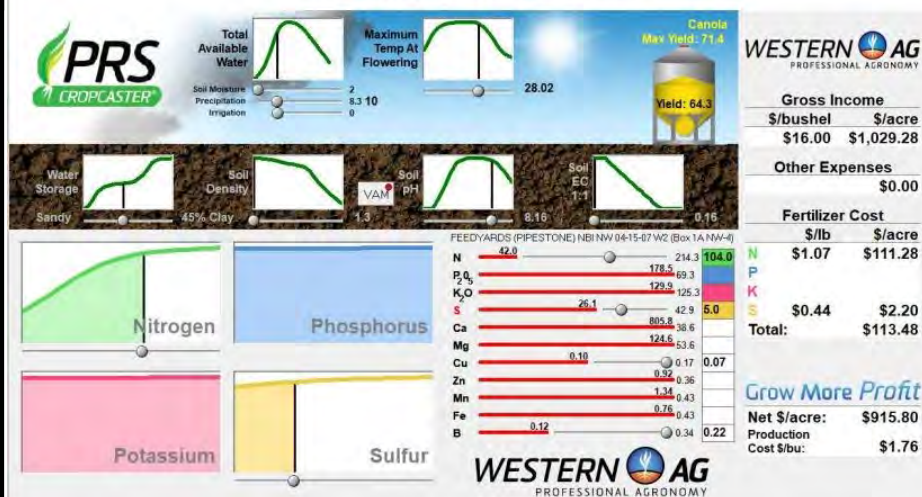 PRS
CROPCASTER®
Total
Available
Water
Soil Moisture 2
Precipitation 8.3 10
Irrigation 0
Maximum
Temp At
Flowering
28.02
Canola
Max Yield: 71.4
Yield: 64.3
Water
Storage
Sandy 45% Clay
Soil
Density
1.3
VAM
Soil
pH
8.16
Soil
EC
1:1
0.16
Nitrogen
Phosphorus
Potassium
Sulfur
FEEDYARDS (PIPESTONE) NBI NW 04-15-07 W2 (Box 1A NW-4)
N 42.0 214.3 104.0
P2O5 178.5 69.3
K2O 129.9 125.3
S 26.1 42.9 5.0
Ca 805.8 38.6
Mg 124.6 53.6
Cu 0.10 0.17 0.07
Zn 0.92 0.36
Mn 1.34 0.43
Fe 0.76 0.43
B 0.12 0.34 0.22
WESTERN AG
PROFESSIONAL AGRONOMY
WESTERN AG
PROFESSIONAL AGRONOMY
Gross Income
$/bushel $/acre
$16.00 $1,029.28
Other Expenses
$0.00
Fertilizer Cost
$/lb $/acre
N $1.07 $111.28
P
K
S $0.44 $2.20
Total: $113.48
Grow More Profit
Net $/acre: $915.80
Production
Cost $/bu: $1.76